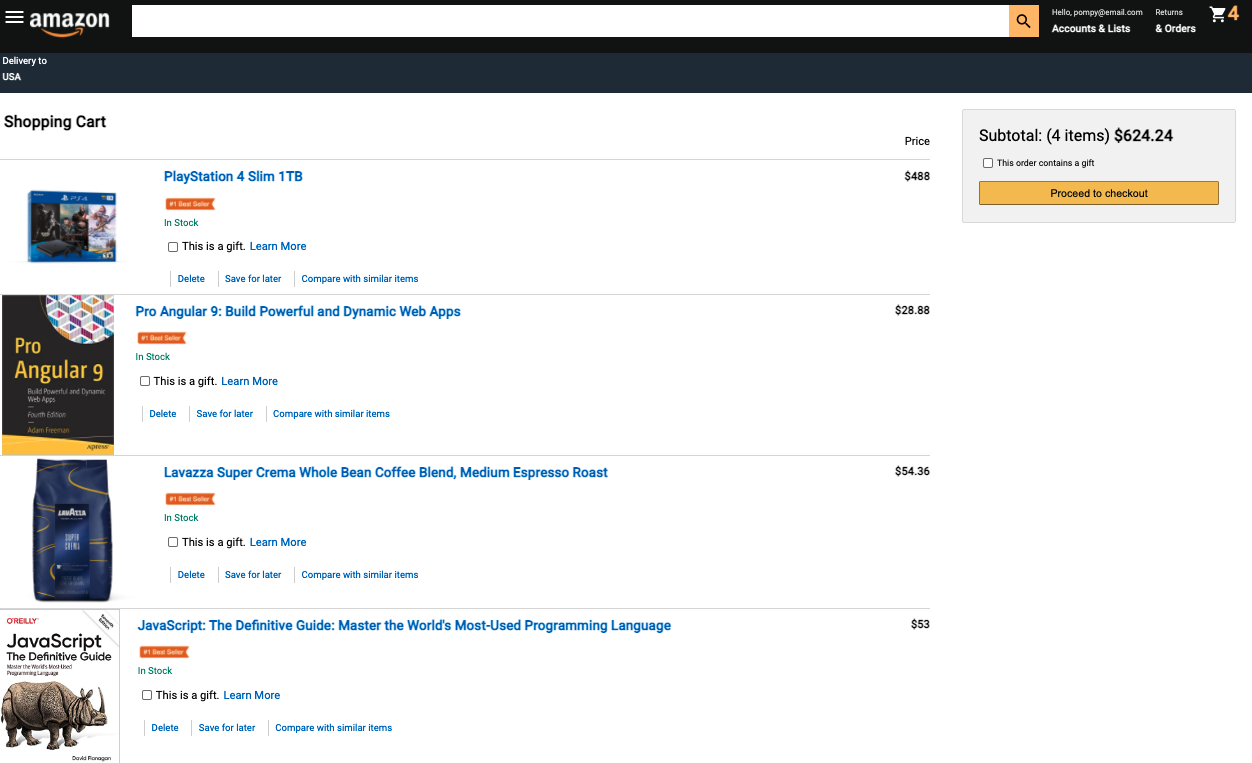 amazon
Hello, pompy@email.com
Accounts & Lists
Returns
& Orders
4
Delivery to
USA
Shopping Cart
Price
Subtotal: (4 items) $624.24
This order contains a gift
Proceed to checkout
PlayStation 4 Slim 1TB
$488
#1 Best Seller
In Stock
This is a gift. Learn More
Delete
Save for later
Compare with similar items
PS4
Pro Angular 9: Build Powerful and Dynamic Web Apps
$28.88
#1 Best Seller
In Stock
This is a gift. Learn More
Delete
Save for later
Compare with similar items
Pro
Angular 9
Build Powerful and Dynamic
Web Apps
Fourth Edition
Adam Freeman
Apress
Lavazza Super Crema Whole Bean Coffee Blend, Medium Espresso Roast
$54.36
#1 Best Seller
In Stock
This is a gift. Learn More
Delete
Save for later
Compare with similar items
LAVAZZA
SUPER
CREMA
JavaScript: The Definitive Guide: Master the World's Most-Used Programming Language
$53
#1 Best Seller
In Stock
This is a gift. Learn More
Delete
Save for later
Compare with similar items
O'REILLY
JavaScript
The Definitive Guide
Master the World's Most-Used
Programming Language
David Flanagan